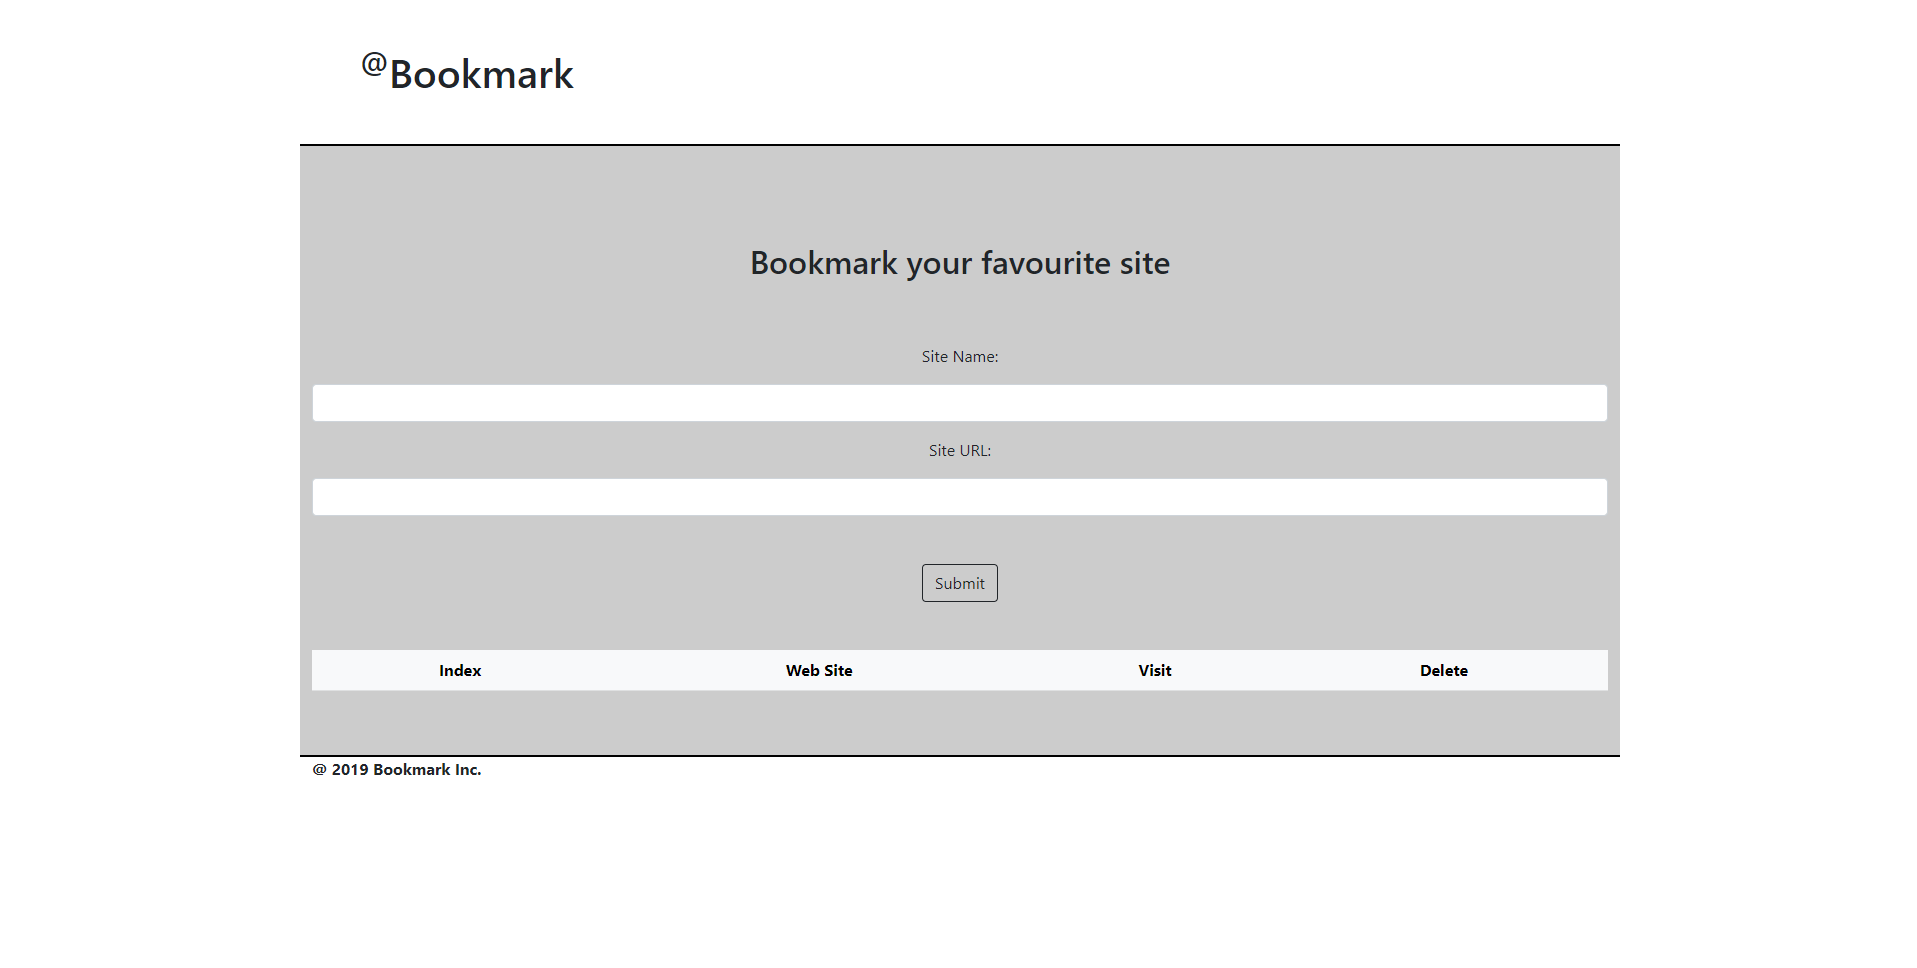 @Bookmark
Bookmark your favourite site
Site Name:
Site URL:
Submit
Index Web Site Visit Delete
@ 2019 Bookmark Inc.